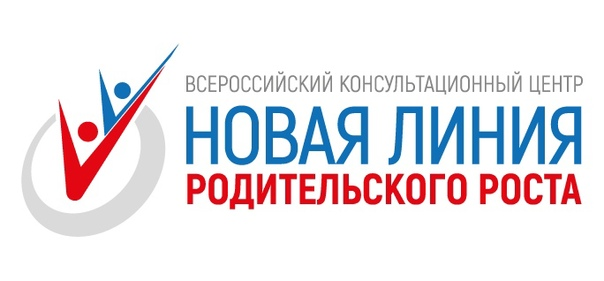 ВСЕРОССИЙСКИЙ КОНСУЛЬТАЦИОННЫЙ ЦЕНТР
НОВАЯ ЛИНИЯ
РОДИТЕЛЬСКОГО РОСТА